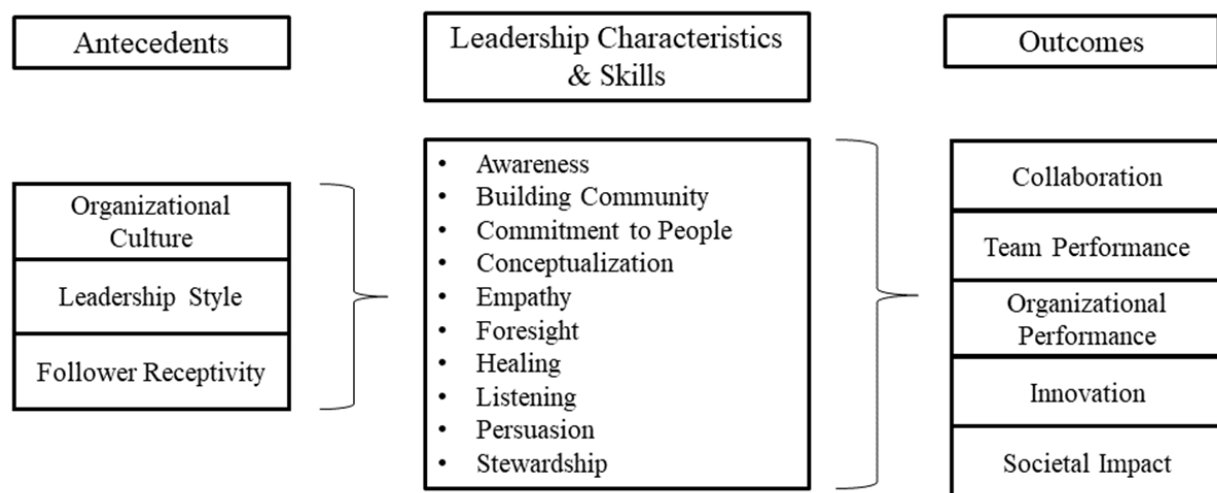 Antecedents
Leadership Characteristics
& Skills
Outcomes
Organizational
Culture
Leadership Style
Follower Receptivity
• Awareness
• Building Community
• Commitment to People
• Conceptualization
• Empathy
• Foresight
• Healing
• Listening
• Persuasion
• Stewardship
Collaboration
Team Performance
Organizational
Performance
Innovation
Societal Impact